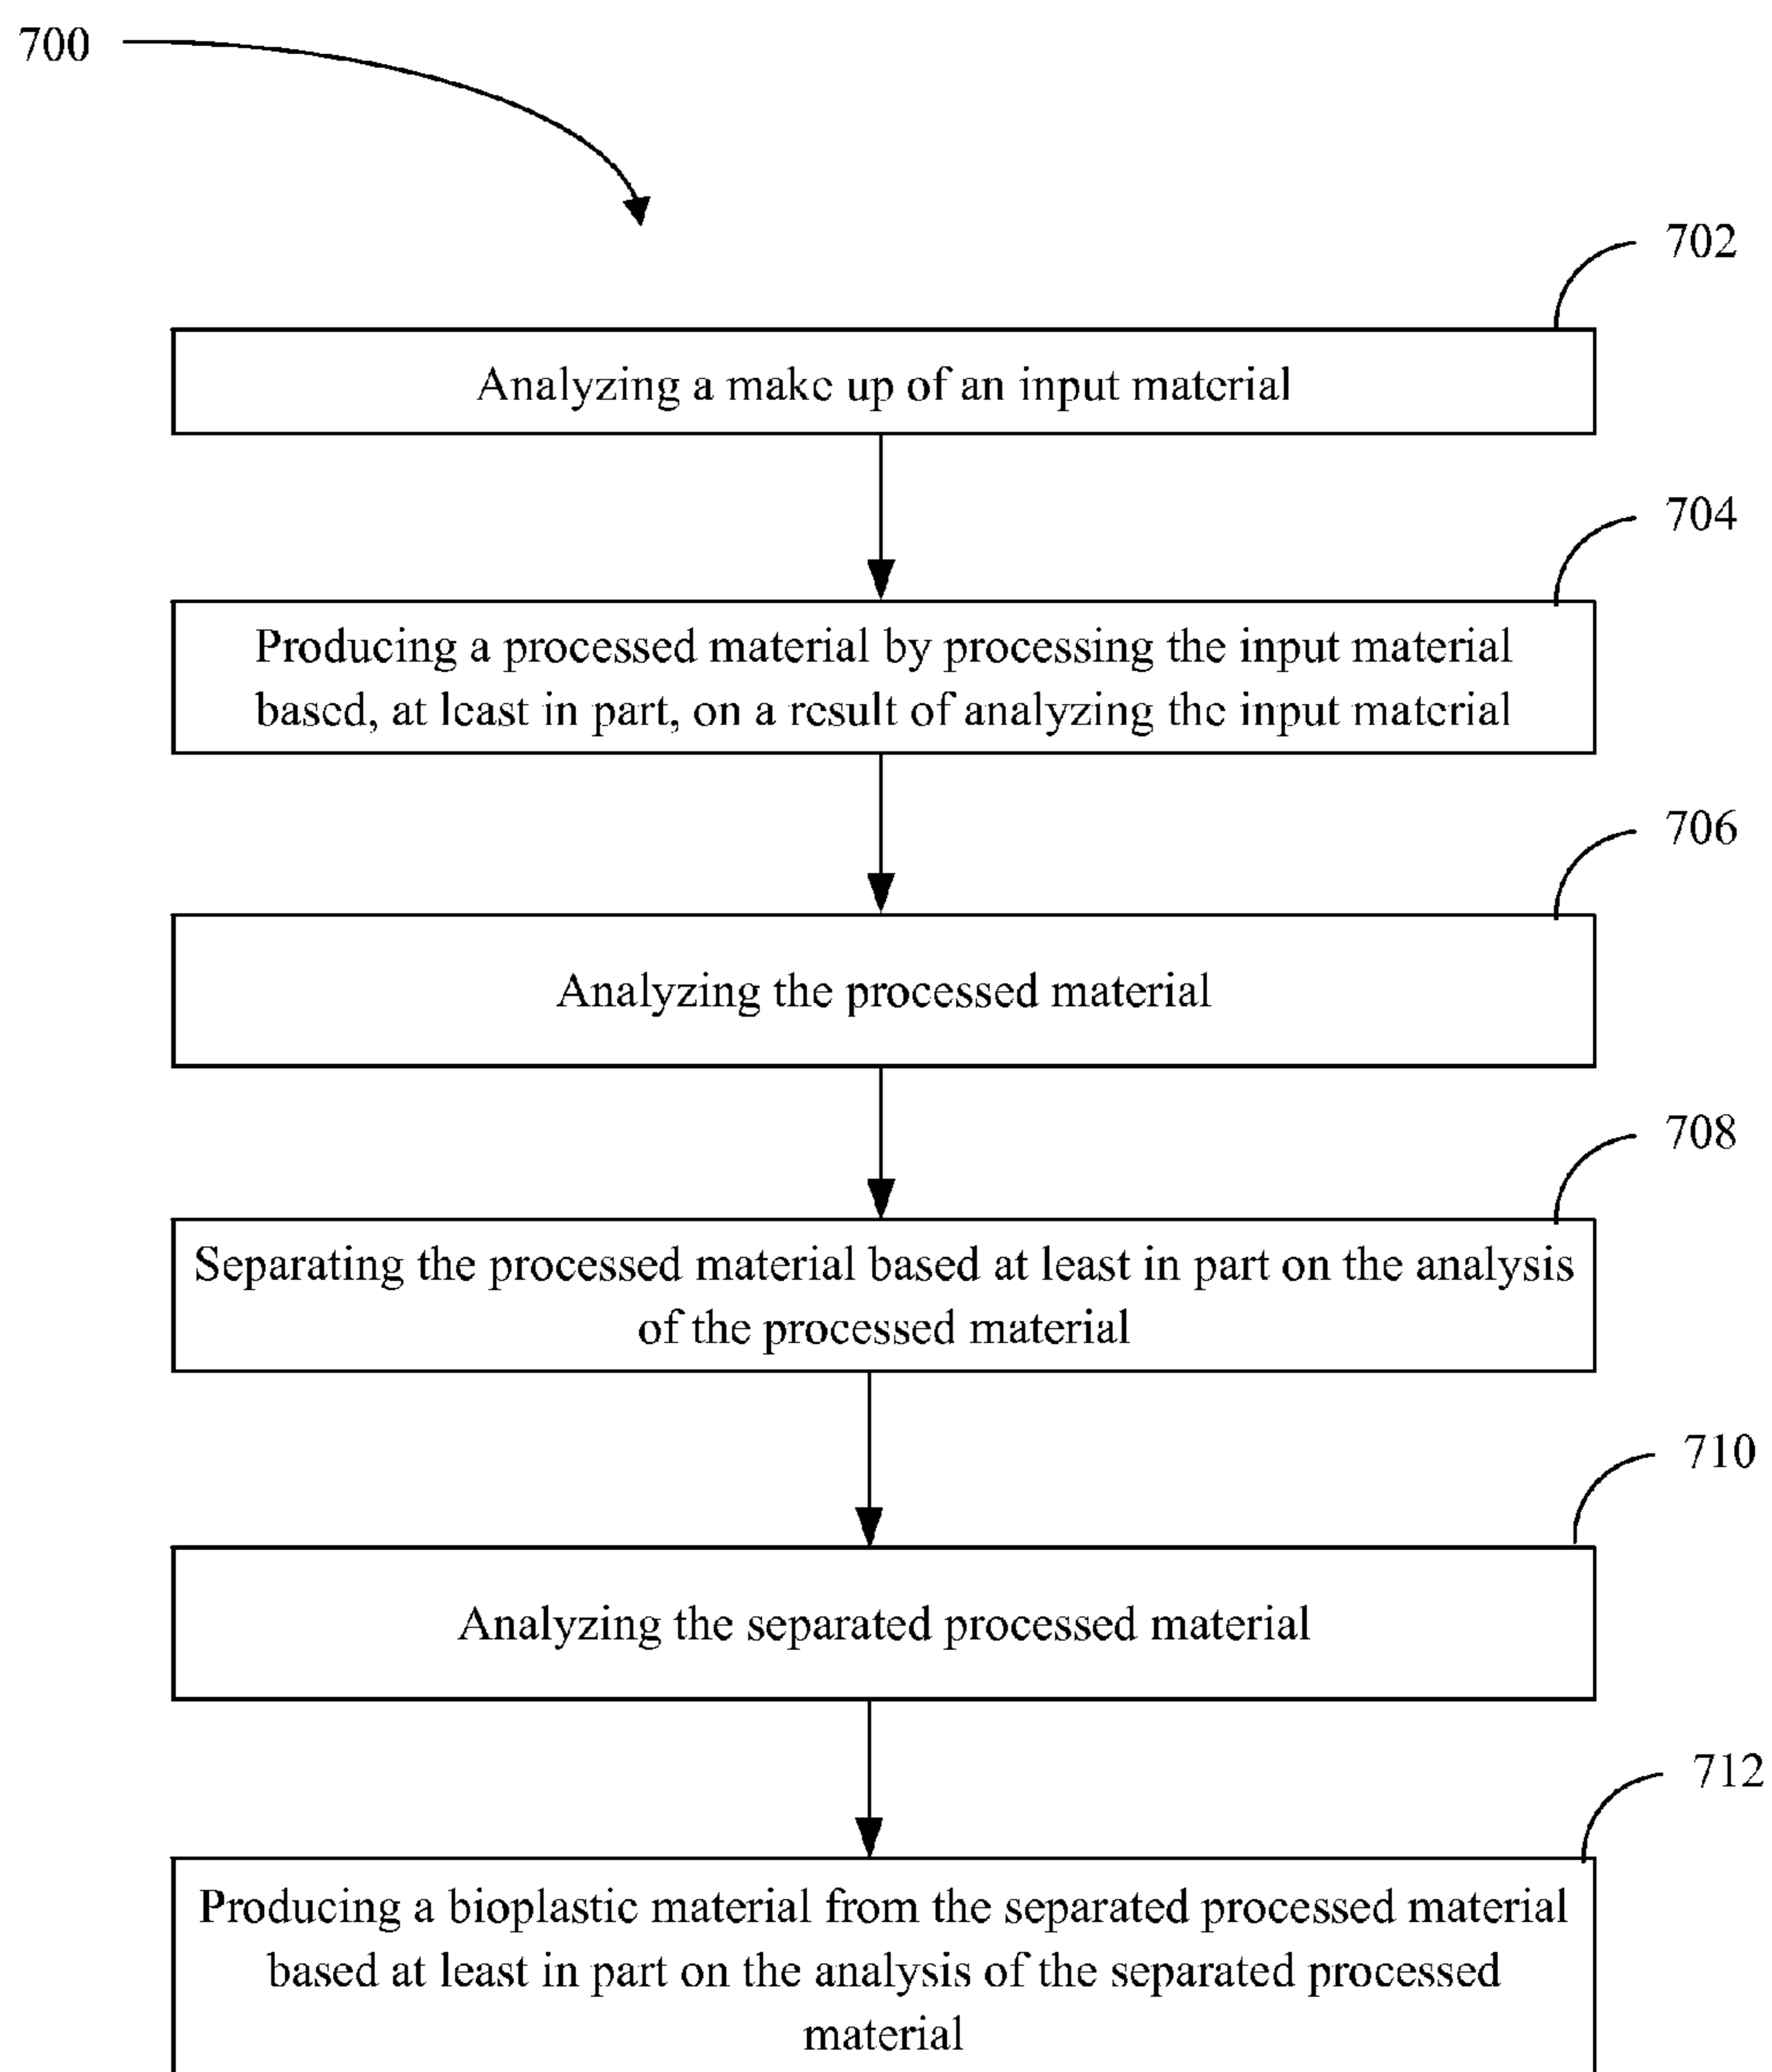 700
702
Analyzing a make up of an input material
704
Producing a processed material by processing the input material
based, at least in part, on a result of analyzing the input material
706
Analyzing the processed material
708
Separating the processed material based at least in part on the analysis
of the processed material
710
Analyzing the separated processed material
712
Producing a bioplastic material from the separated processed material
based at least in part on the analysis of the separated processed
material